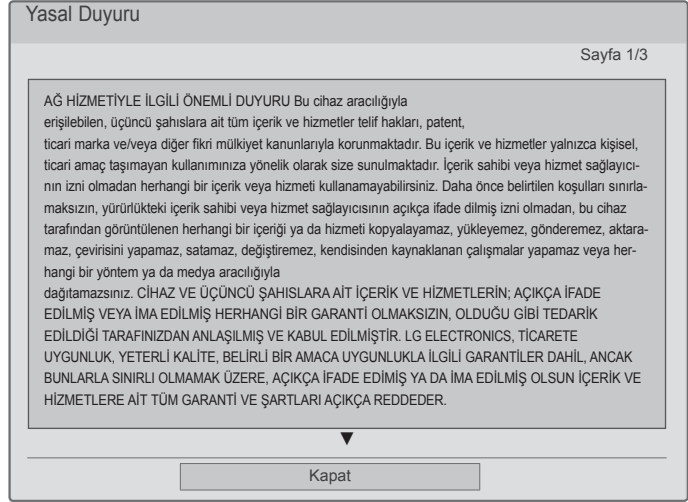 Yasal Duyuru
Sayfa 1/3
AĞ HİZMETİYLE İLGİLİ ÖNEMLİ DUYURU Bu cihaz aracılığıyla
erişilebilen, üçüncü şahıslara ait tüm içerik ve hizmetler telif hakları, patent,
ticari marka ve/veya diğer fikri mülkiyet kanunlarıyla korunmaktadır. Bu içerik ve hizmetler yalnızca kişisel,
ticari amaç taşımayan kullanımınıza yönelik olarak size sunulmaktadır. İçerik sahibi veya hizmet sağlayıcı-
nın izni olmadan herhangi bir içerik veya hizmeti kullanamayabilirsiniz. Daha önce belirtilen koşulları sınırla-
maksızın, yürürlükteki içerik sahibi veya hizmet sağlayıcısının açıkça ifade dilmiş izni olmadan, bu cihaz
tarafından görüntülenen herhangi bir içeriği ya da hizmeti kopyalayamaz, yükleyemez, gönderemez, aktara-
maz, çevirisini yapamaz, satamaz, değiştiremez, kendisinden kaynaklanan çalışmalar yapamaz veya her-
hangi bir yöntem ya da medya aracılığıyla
dağıtamazsınız. CİHAZ VE ÜÇÜNCÜ ŞAHISLARA AİT İÇERİK VE HİZMETLERİN; AÇIKÇA İFADE
EDİLMİŞ VEYA İMA EDİLMİŞ HERHANGİ BİR GARANTİ OLMAKSIZIN, OLDUĞU GİBİ TEDARİK
EDİLDİĞİ TARAFINIZDAN ANLAŞILMIŞ VE KABUL EDİLMİŞTİR. LG ELECTRONICS, TİCARETE
UYGUNLUK, YETERLİ KALİTE, BELİRLİ BİR AMACA UYGUNLUKLA İLGİLİ GARANTİLER DAHİL, ANCAK
BUNLARLA SINIRLI OLMAMAK ÜZERE, AÇIKÇA İFADE EDİMİŞ YA DA İMA EDİLMİŞ OLSUN İÇERİK VE
HİZMETLERE AİT TÜM GARANTİ VE ŞARTLARI AÇIKÇA REDDEDER.
▼
Kapat